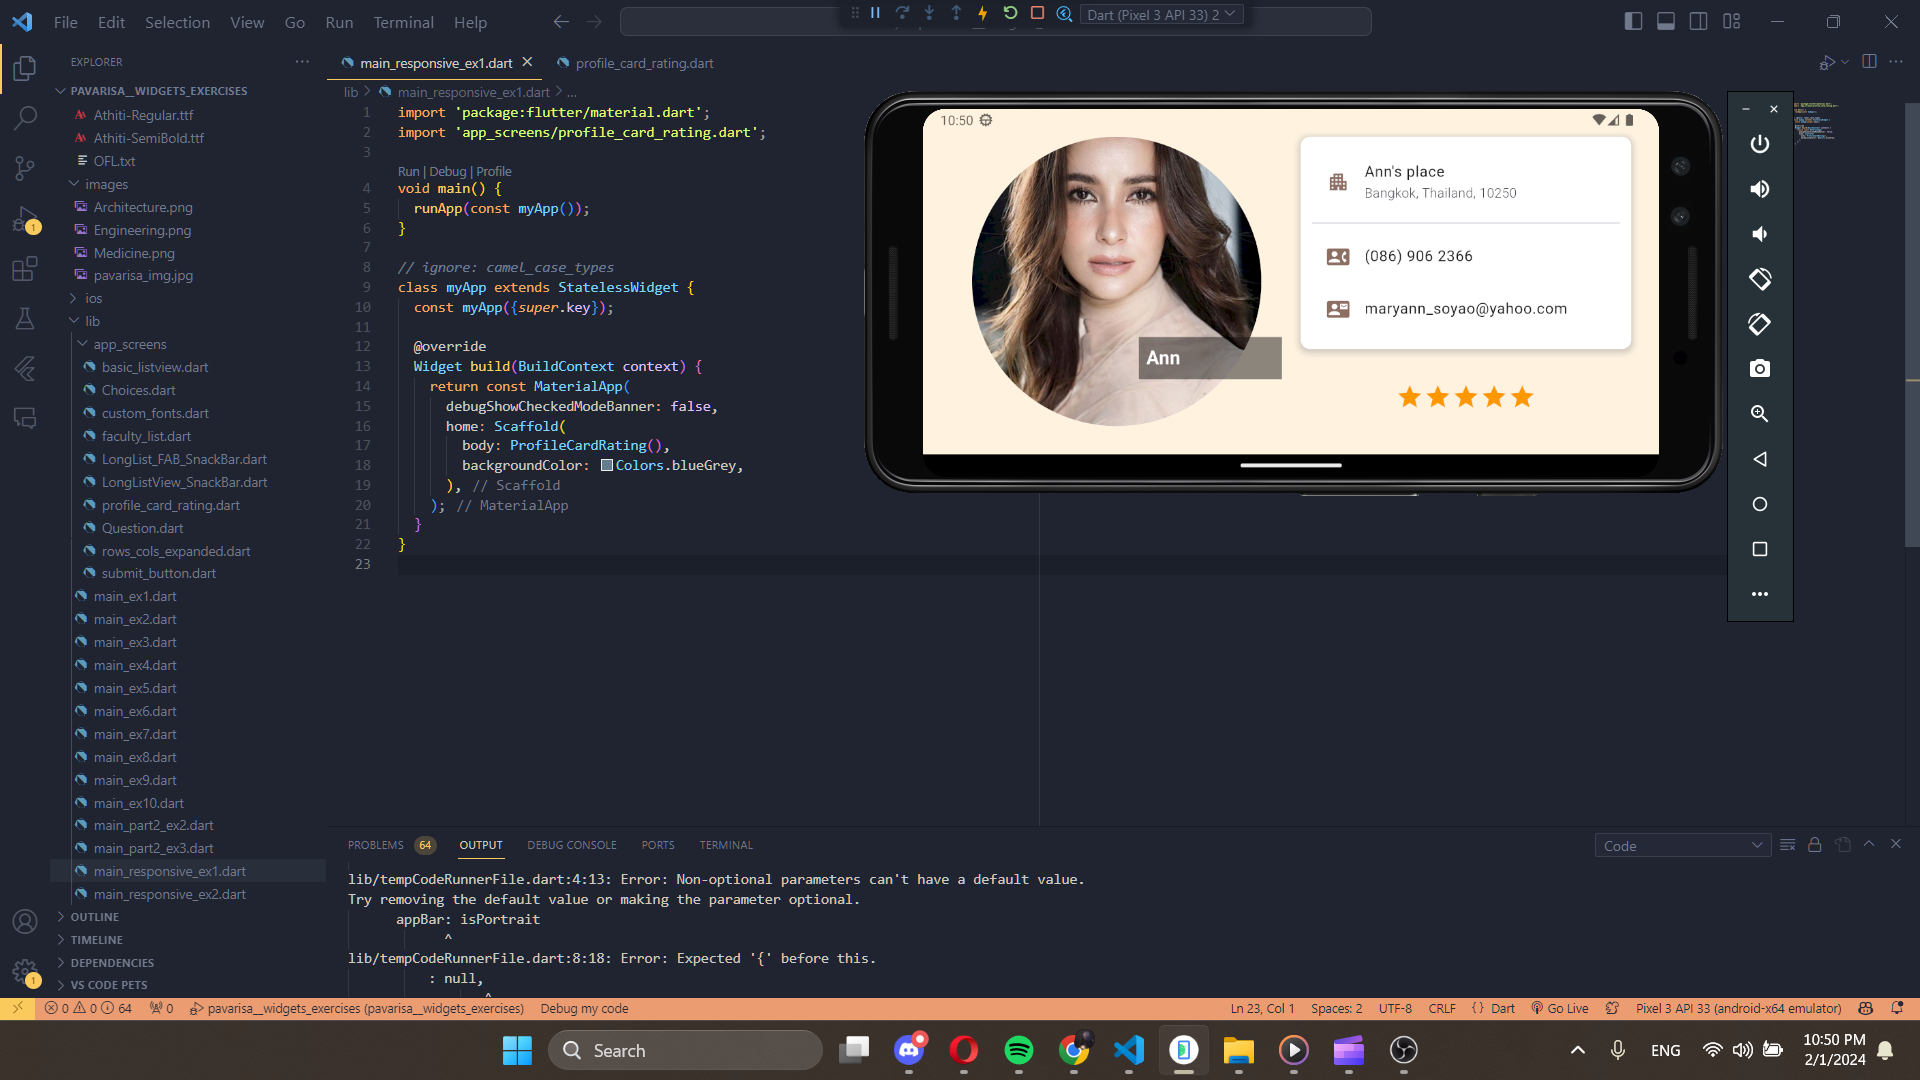 File Edit Selection View Go Run Terminal Help
Dart (Pixel 3 API 33) 2
EXPLORER
main_responsive_ex1.dart
profile_card_rating.dart
PAVARISA__WIDGETS_EXERCISES
Athiti-Regular.ttf
Athiti-SemiBold.ttf
OFL.txt
images
Architecture.png
Engineering.png
Medicine.png
pavarisa_img.jpg
ios
lib
app_screens
basic_listview.dart
Choices.dart
custom_fonts.dart
faculty_list.dart
LongList_FAB_SnackBar.dart
LongListView_SnackBar.dart
profile_card_rating.dart
Question.dart
rows_cols_expanded.dart
submit_button.dart
main_ex1.dart
main_ex2.dart
main_ex3.dart
main_ex4.dart
main_ex5.dart
main_ex6.dart
main_ex7.dart
main_ex8.dart
main_ex9.dart
main_ex10.dart
main_part2_ex2.dart
main_part2_ex3.dart
main_responsive_ex1.dart
main_responsive_ex2.dart
OUTLINE
TIMELINE
DEPENDENCIES
VS CODE PETS
1
1
lib > main_responsive_ex1.dart > ...
1 import 'package:flutter/material.dart';
2 import 'app_screens/profile_card_rating.dart';
3
Run | Debug | Profile
4 void main() {
5 runApp(const myApp());
6 }
7
8 // ignore: camel_case_types
9 class myApp extends StatelessWidget {
10 const myApp({super.key});
11
12 @override
13 Widget build(BuildContext context) {
14 return const MaterialApp(
15 debugShowCheckedModeBanner: false,
16 home: Scaffold(
17 body: ProfileCardRating(),
18 backgroundColor: Colors.blueGrey,
19 ), // Scaffold
20 ); // MaterialApp
21 }
22 }
23
10:50
Ann
Ann's place
Bangkok, Thailand, 10250
(086) 906 2366
maryann_soyao@yahoo.com
PROBLEMS 64 OUTPUT DEBUG CONSOLE PORTS TERMINAL
Code
lib/tempCodeRunnerFile.dart:4:13: Error: Non-optional parameters can't have a default value.
Try removing the default value or making the parameter optional.
appBar: isPortrait
^
lib/tempCodeRunnerFile.dart:8:18: Error: Expected '{' before this.
: null,
^
0 0 64 0 pavarisa__widgets_exercises (pavarisa__widgets_exercises) Debug my code
Ln 23, Col 1 Spaces: 2 UTF-8 CRLF { } Dart Go Live Pixel 3 API 33 (android-x64 emulator)
Search
ENG
10:50 PM
2/1/2024